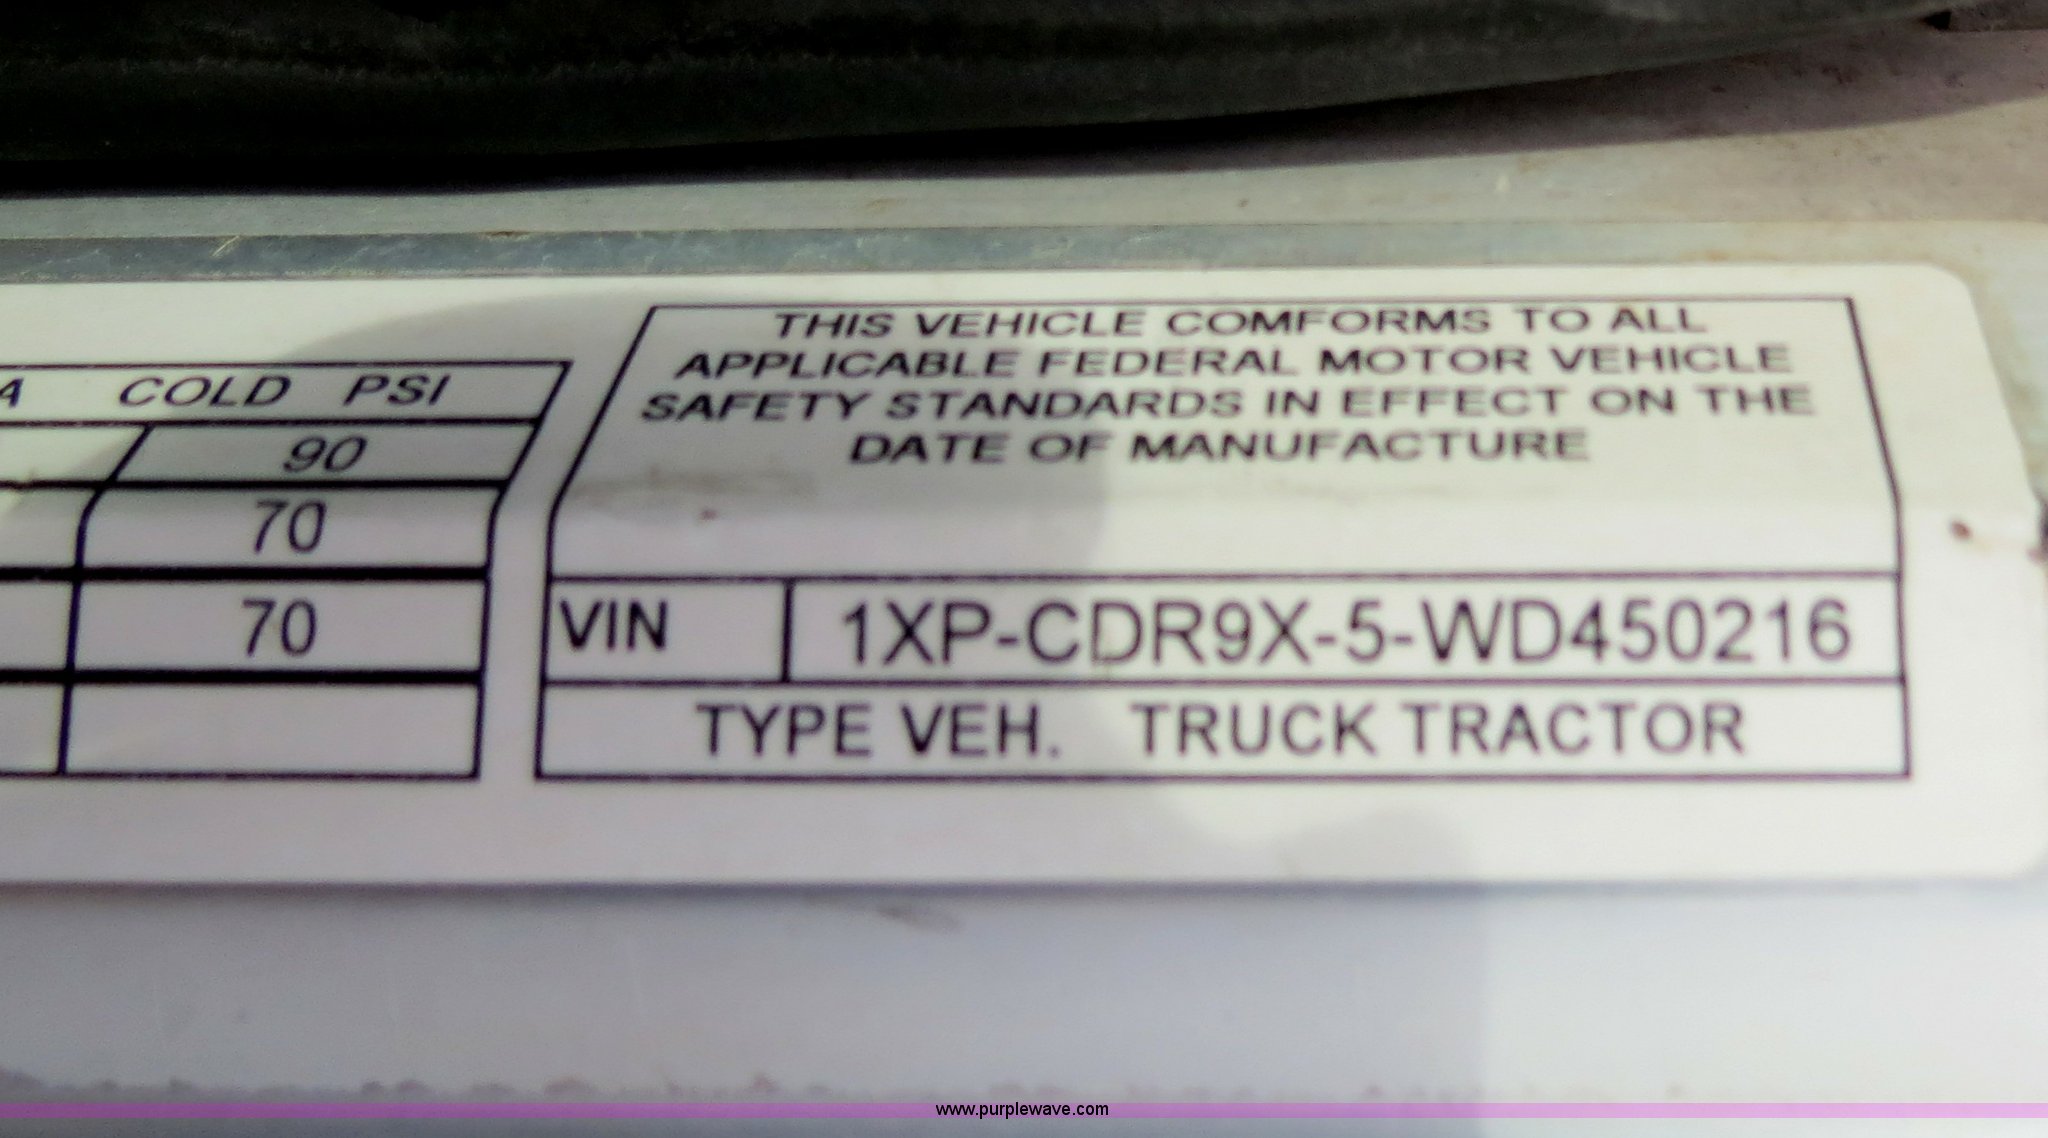 A COLD PSI
90
70
70
THIS VEHICLE COMFORMS TO ALL
APPLICABLE FEDERAL MOTOR VEHICLE
SAFETY STANDARDS IN EFFECT ON THE
DATE OF MANUFACTURE
VIN 1XP-CDR9X-5-WD450216
TYPE VEH. TRUCK TRACTOR
www.purplewave.com